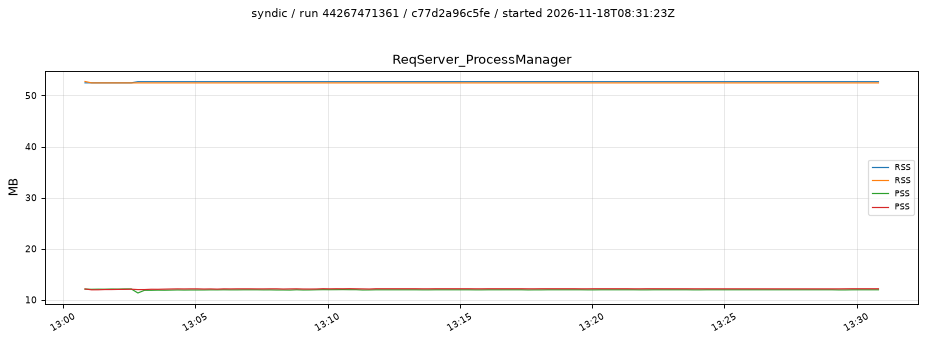 syndic / run 44267471361 / c77d2a96c5fe / started 2026-11-18T08:31:23Z
ReqServer_ProcessManager
50
40
30
20
10
MB
RSS
RSS
PSS
PSS
13:00
13:05
13:10
13:15
13:20
13:25
13:30